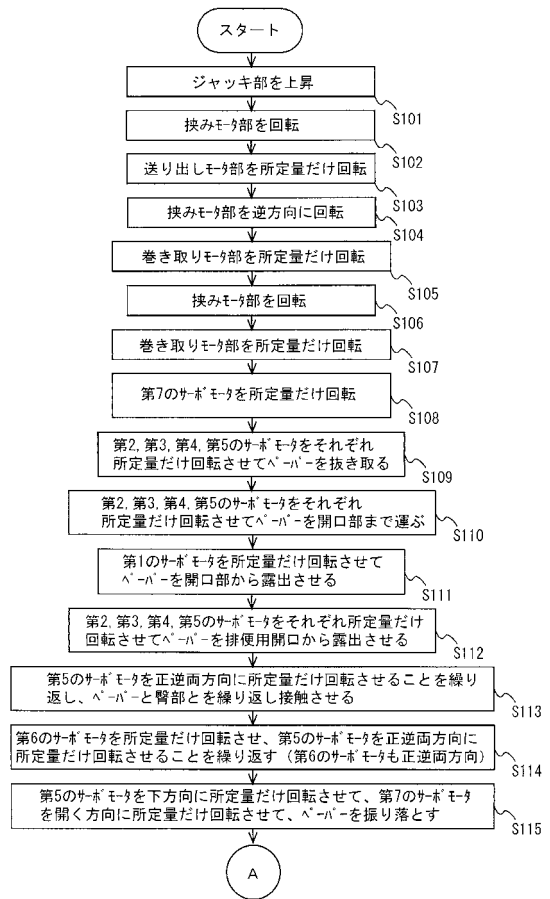 スタート
ジャッキ部を上昇
S101
挟みﾓｰﾀ部を回転
S102
送り出しﾓｰﾀ部を所定量だけ回転
S103
挟みﾓｰﾀ部を逆方向に回転
S104
巻き取りﾓｰﾀ部を所定量だけ回転
S105
挟みﾓｰﾀ部を回転
S106
巻き取りﾓｰﾀ部を所定量だけ回転
S107
第7のｻｰﾎﾞﾓｰﾀを所定量だけ回転
S108
第2,第3,第4,第5のｻｰﾎﾞﾓｰﾀをそれぞれ
所定量だけ回転させてﾍﾟｰﾊﾟｰを抜き取る
S109
第2,第3,第4,第5のｻｰﾎﾞﾓｰﾀをそれぞれ
所定量だけ回転させてﾍﾟｰﾊﾟｰを開口部まで運ぶ
S110
第1のｻｰﾎﾞﾓｰﾀを所定量だけ回転させて
ﾍﾟｰﾊﾟｰを開口部から露出させる
S111
第2,第3,第4,第5のｻｰﾎﾞﾓｰﾀをそれぞれ所定量だけ
回転させてﾍﾟｰﾊﾟｰを排便用開口から露出させる
S112
第5のｻｰﾎﾞﾓｰﾀを正逆両方向に所定量だけ回転させることを繰り
返し、ﾍﾟｰﾊﾟｰと臀部とを繰り返し接触させる
S113
第6のｻｰﾎﾞﾓｰﾀを所定量だけ回転させ、第5のｻｰﾎﾞﾓｰﾀを正逆両方向に
所定量だけ回転させることを繰り返す（第6のｻｰﾎﾞﾓｰﾀも正逆両方向）
S114
第5のｻｰﾎﾞﾓｰﾀを下方向に所定量だけ回転させて、第7のｻｰﾎﾞﾓｰﾀ
を開く方向に所定量だけ回転させて、ﾍﾟｰﾊﾟｰを振り落とす
S115
A